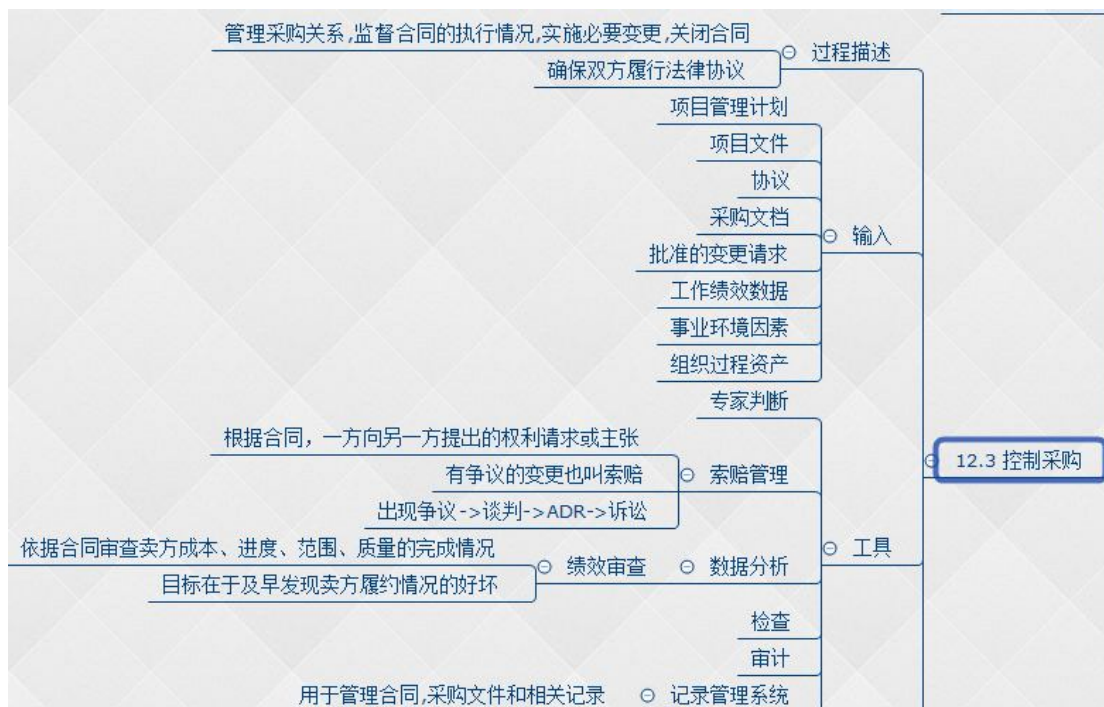 管理采购关系,监督合同的执行情况,实施必要变更,关闭合同
过程描述
确保双方履行法律协议
项目管理计划
项目文件
协议
采购文档
输入
批准的变更请求
工作绩效数据
事业环境因素
组织过程资产
专家判断
根据合同，一方向另一方提出的权利请求或主张
12.3 控制采购
有争议的变更也叫索赔
索赔管理
出现争议->谈判->ADR->诉讼
依据合同审查卖方成本、进度、范围、质量的完成情况
工具
绩效审查
数据分析
目标在于及早发现卖方履约情况的好坏
检查
审计
用于管理合同,采购文件和相关记录
记录管理系统